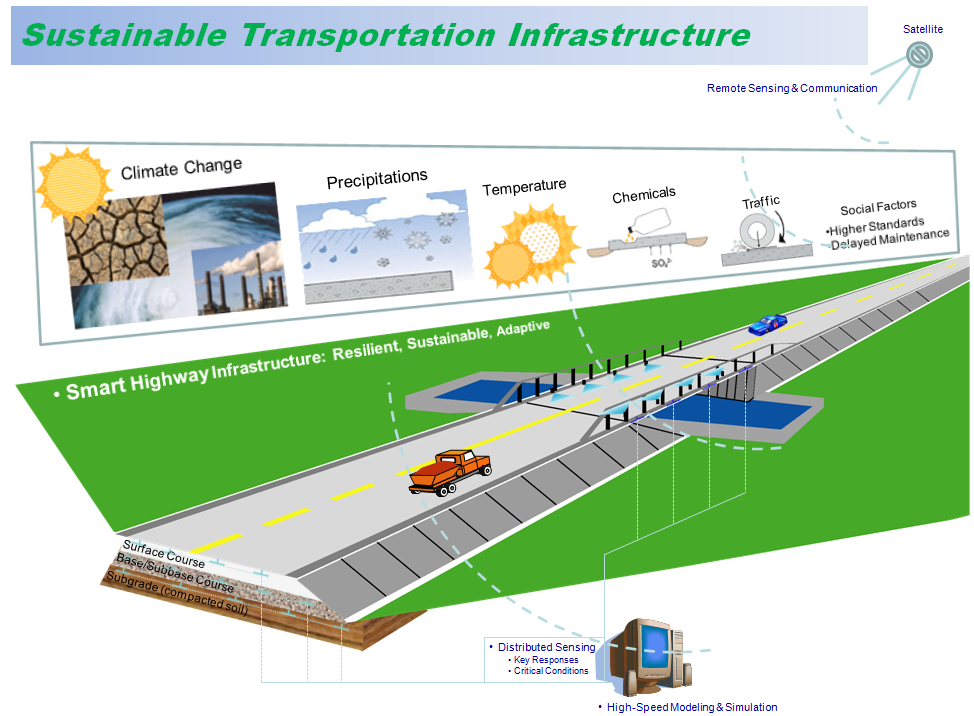 Sustainable Transportation Infrastructure
Satellite
Remote Sensing & Communication
Climate Change
Precipitations
Temperature
Chemicals
SO₄²⁻
Traffic
Social Factors
•Higher Standards
Delayed Maintenance
• Smart Highway Infrastructure: Resilient, Sustainable, Adaptive
Surface Course
Base/Subbase Course
Subgrade (compacted soil)
• Distributed Sensing
• Key Responses
• Critical Conditions
• High-Speed Modeling & Simulation